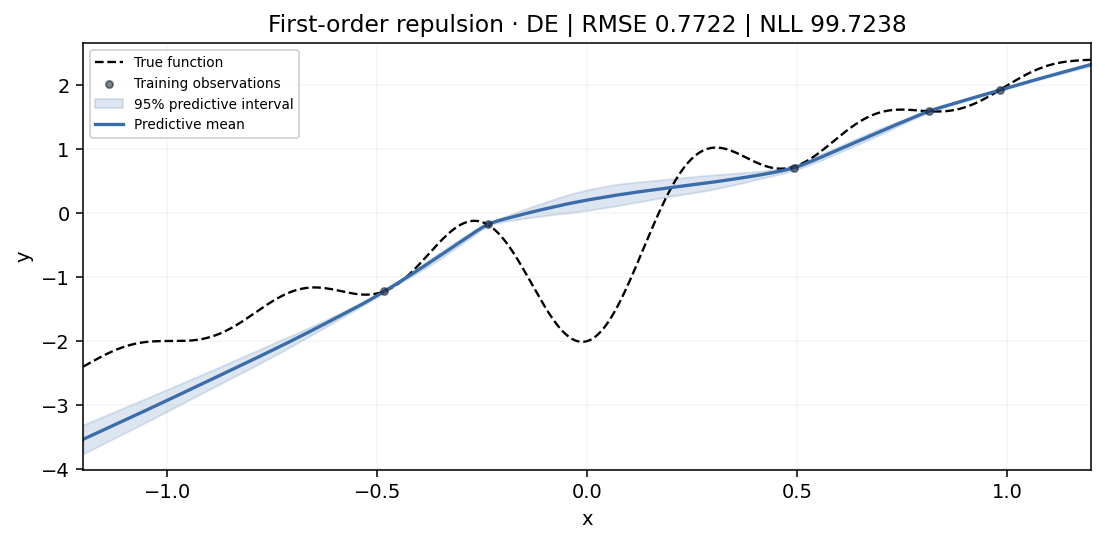 First-order repulsion · DE | RMSE 0.7722 | NLL 99.7238
True function
Training observations
95% predictive interval
Predictive mean
y
2
1
0
−1
−2
−3
−4
−1.0
−0.5
0.0
0.5
1.0
x